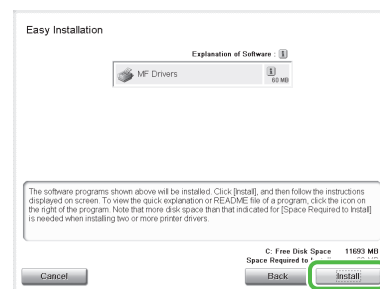 Easy Installation
Explanation of Software :
MF Drivers
60 MB
The software programs shown above will be installed. Click [Install], and then follow the instructions
displayed on screen. To view the quick explanation or README file of a program, click the icon on
the right of the program. Note that more disk space than that indicated for [Space Required to Install]
is needed when installing two or more printer drivers.
C: Free Disk Space 11693 MB
Space Required to
Cancel
Back
Install